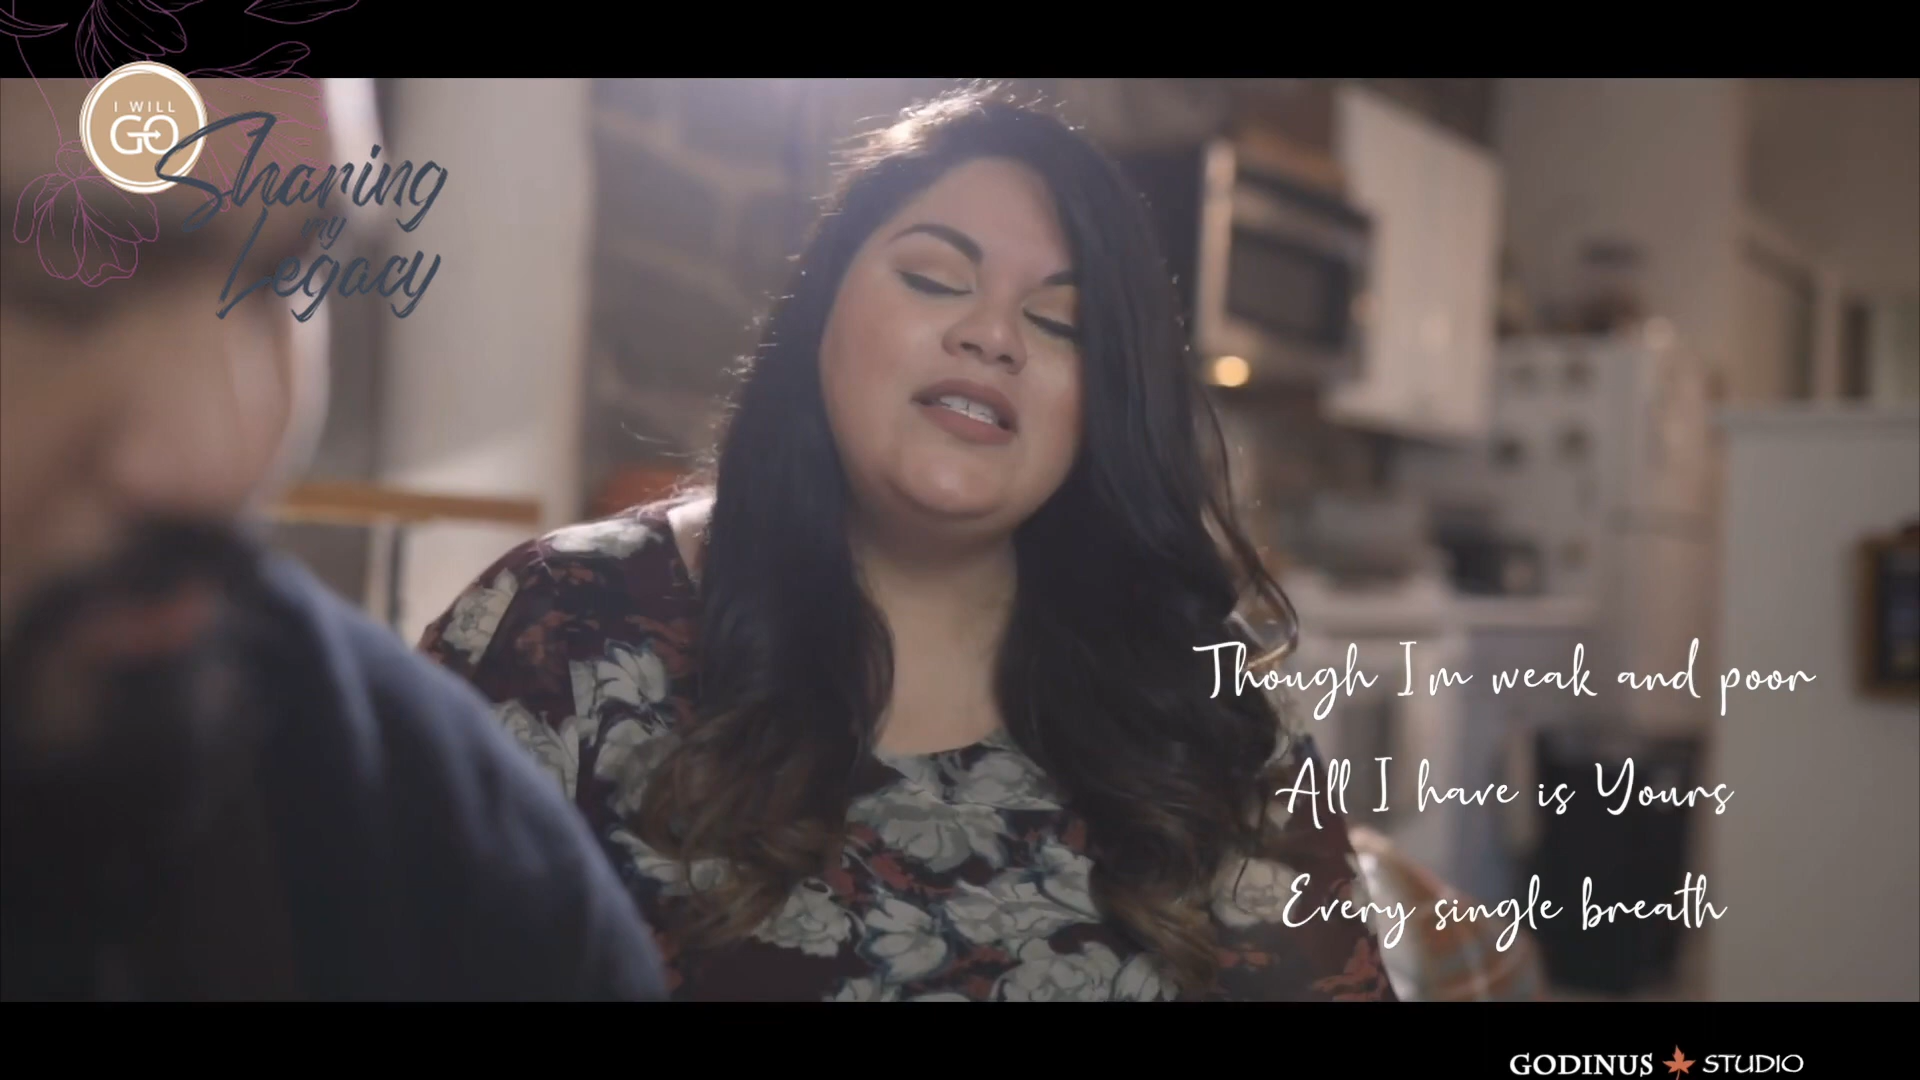 I WILL
GO
Sharing
my
Legacy
Though I'm weak and poor
All I have is Yours
Every single breath
GODINUS STUDIO